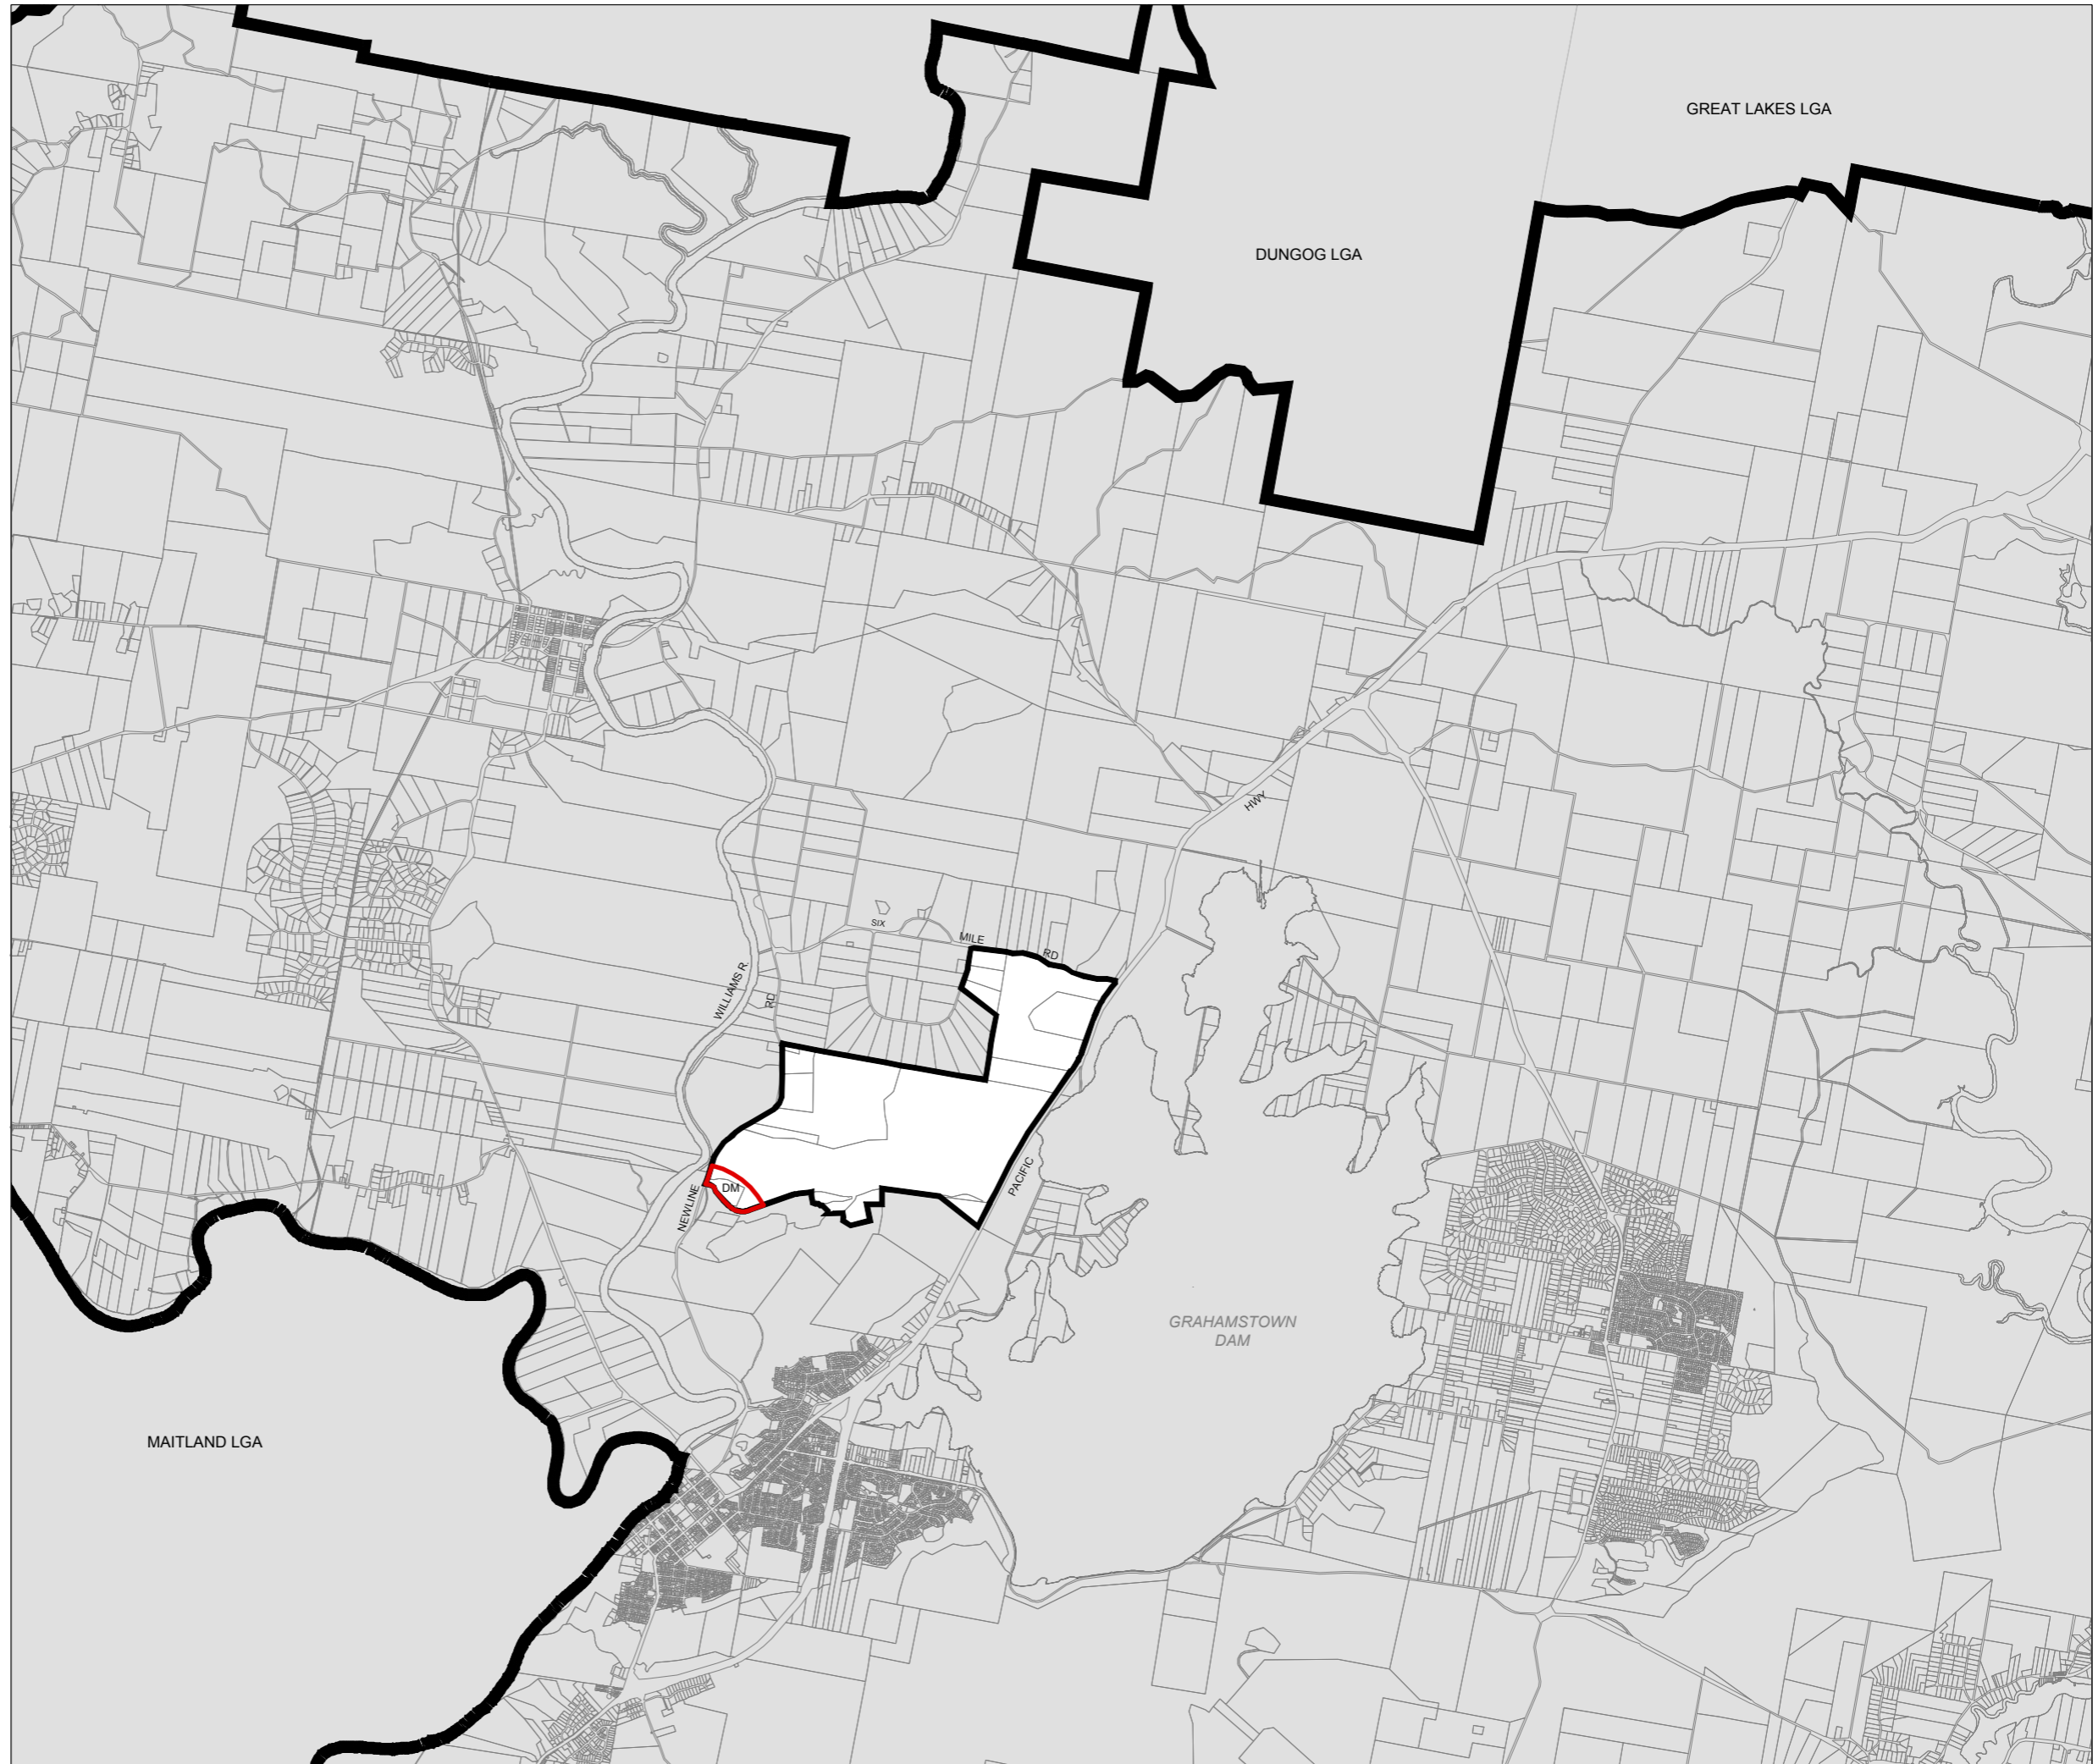 GREAT LAKES LGA
DUNGOG LGA
HWY
SIX
MILE
RD
WILLIAMS R.
RD
PACIFIC
DM
NEWLINE
GRAHAMSTOWN
DAM
MAITLAND LGA